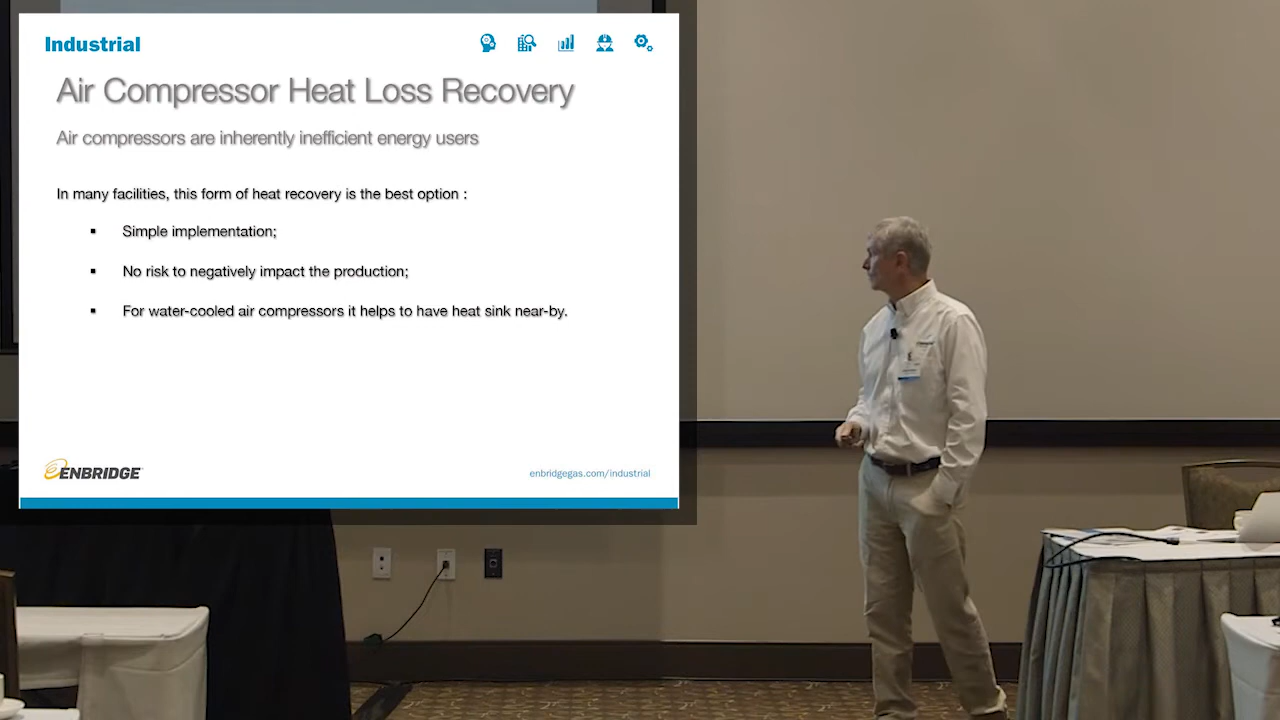 Industrial
Air Compressor Heat Loss Recovery
Air compressors are inherently inefficient energy users
In many facilities, this form of heat recovery is the best option :
▪ Simple implementation;
▪ No risk to negatively impact the production;
▪ For water-cooled air compressors it helps to have heat sink near-by.
ENBRIDGE
enbridgegas.com/industrial